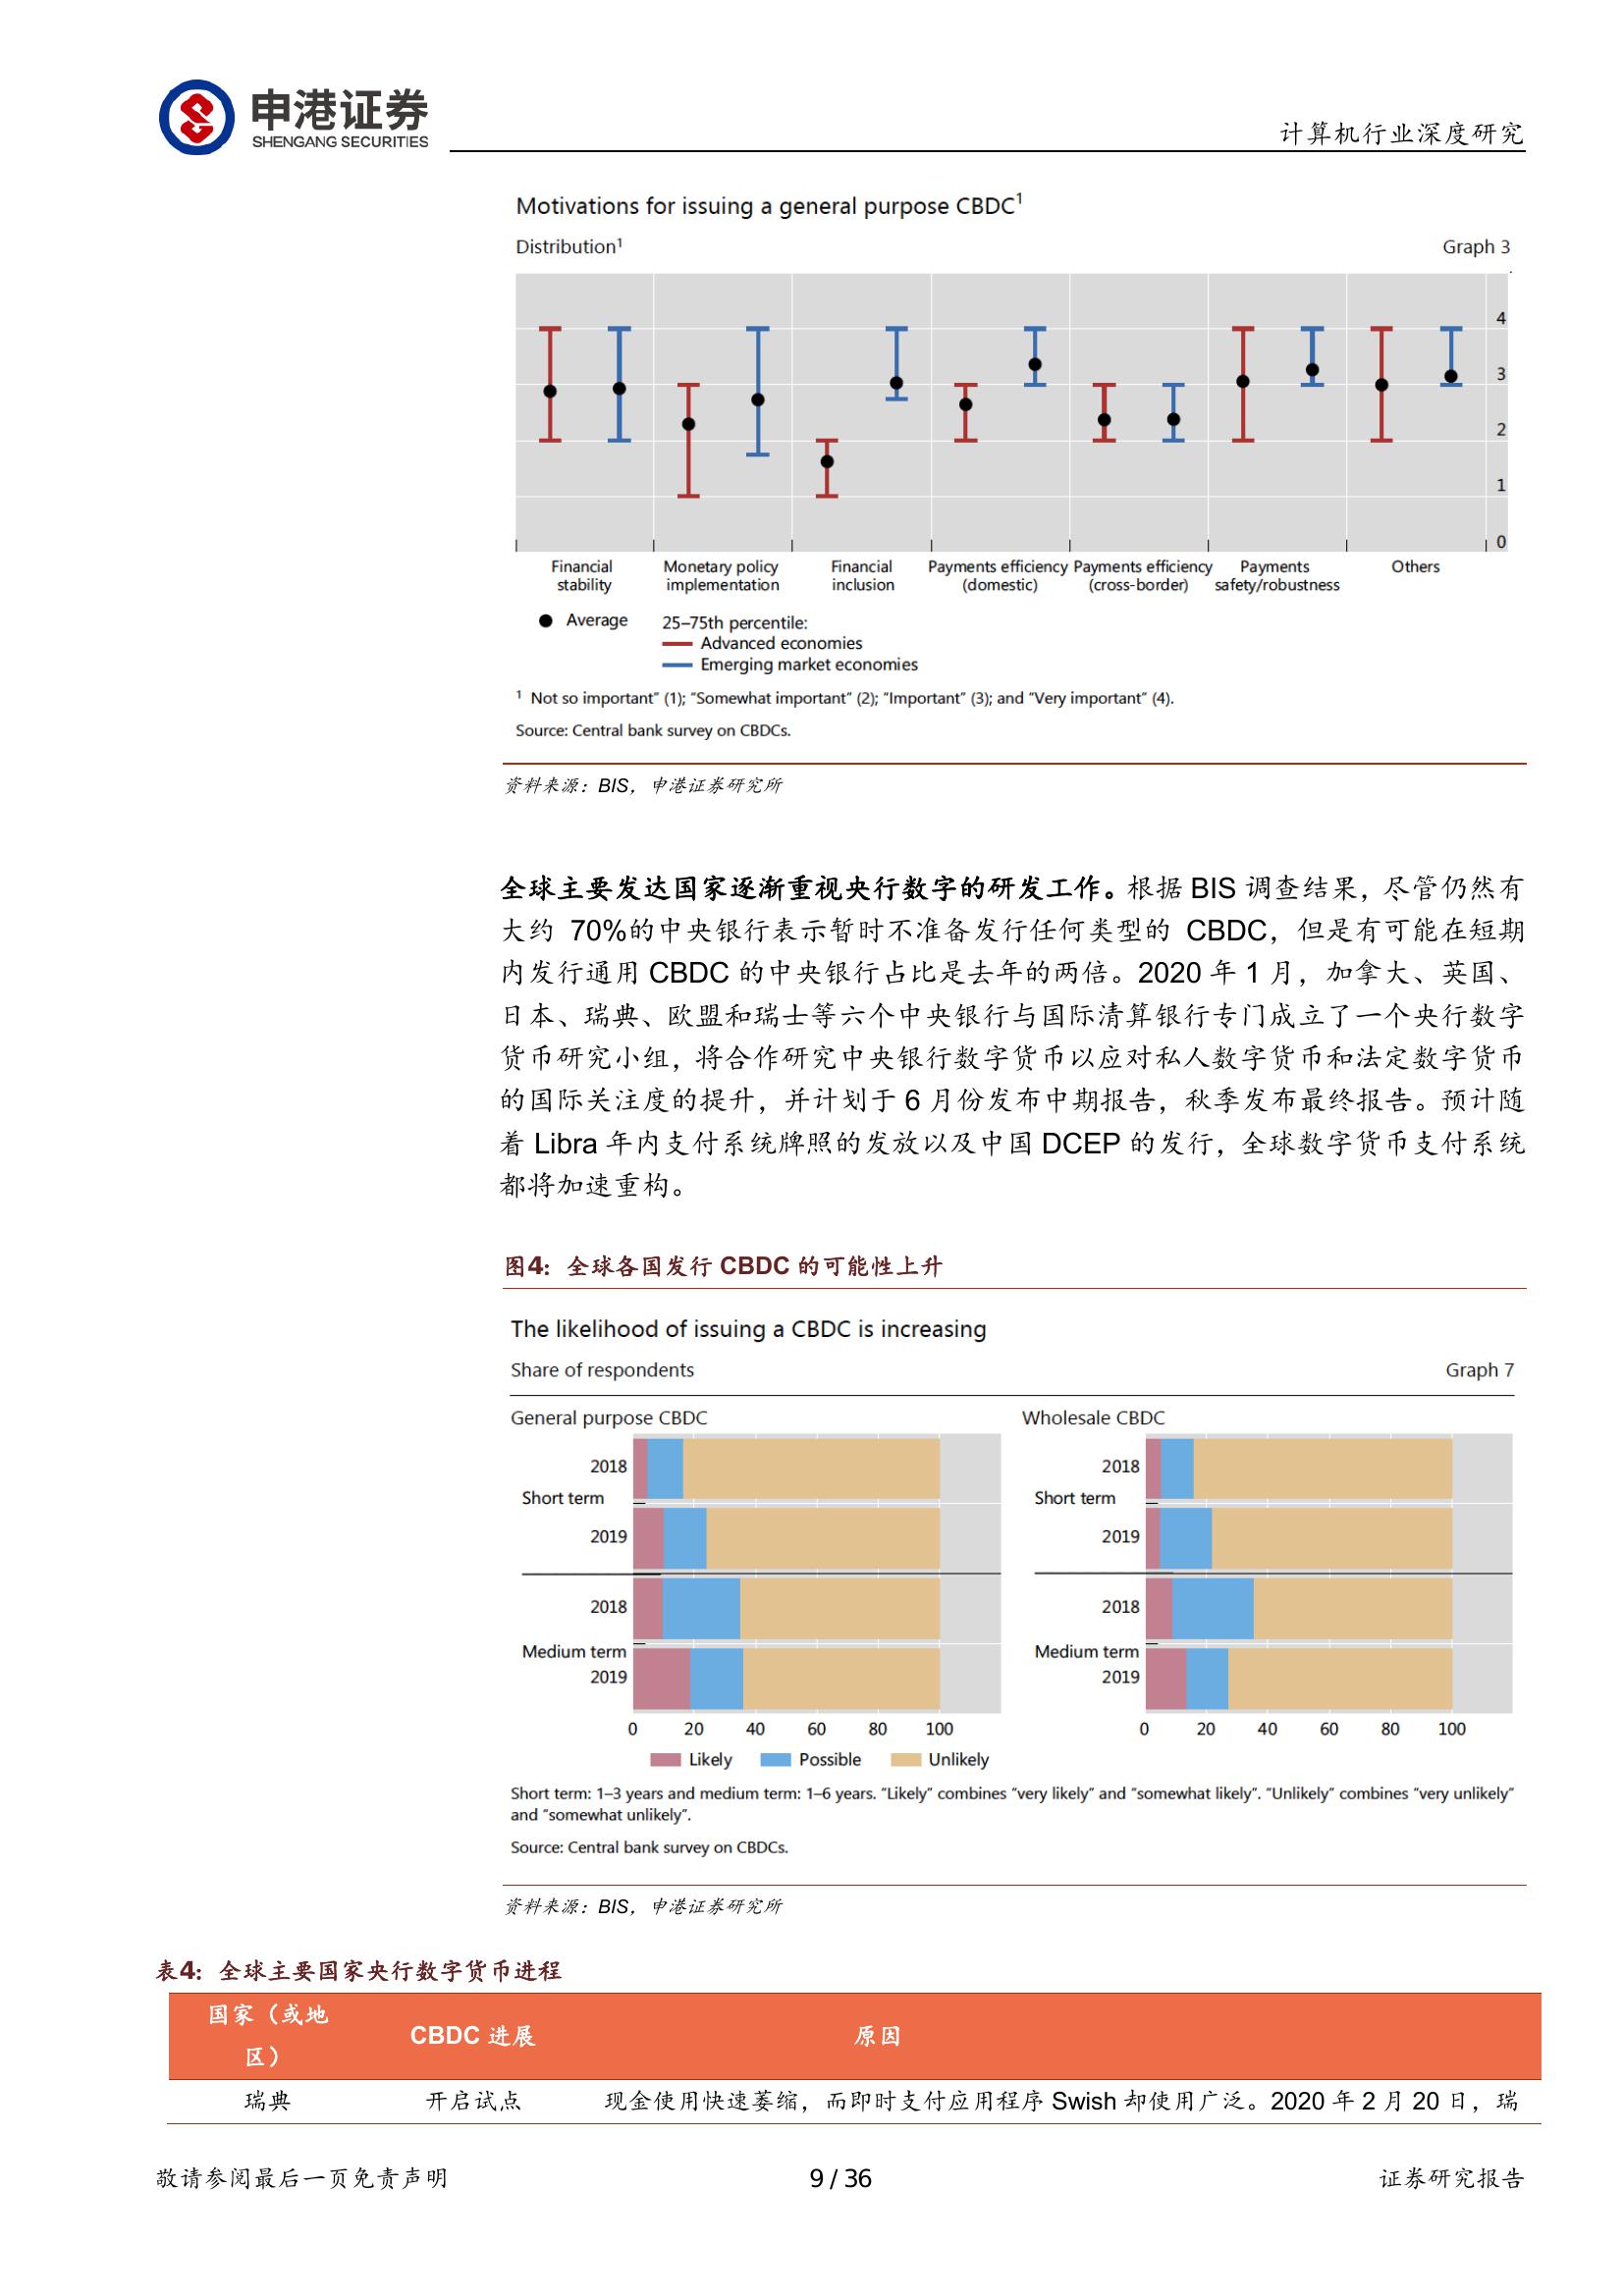 申港证券
SHENGANG SECURITIES
计算机行业深度研究
Motivations for issuing a general purpose CBDC1
Distribution1
Graph 3
4
3
2
1
0
Financial stability
Monetary policy implementation
Financial inclusion
Payments efficiency (domestic)
Payments efficiency (cross-border)
Payments safety/robustness
Others
Average
25–75th percentile:
Advanced economies
Emerging market economies
1 Not so important” (1); “Somewhat important” (2); “Important” (3); and “Very important” (4).
Source: Central bank survey on CBDCs.
资料来源：BIS，申港证券研究所
全球主要发达国家逐渐重视央行数字的研发工作。根据 BIS 调查结果，尽管仍然有
大约 70%的中央银行表示暂时不准备发行任何类型的 CBDC，但是有可能在短期
内发行通用 CBDC 的中央银行占比是去年的两倍。2020 年 1 月，加拿大、英国、
日本、瑞典、欧盟和瑞士等六个中央银行与国际清算银行专门成立了一个央行数字
货币研究小组，将合作研究中央银行数字货币以应对私人数字货币和法定数字货币
的国际关注度的提升，并计划于 6 月份发布中期报告，秋季发布最终报告。预计随
着 Libra 年内支付系统牌照的发放以及中国 DCEP 的发行，全球数字货币支付系统
都将加速重构。
图4：全球各国发行 CBDC 的可能性上升
The likelihood of issuing a CBDC is increasing
Share of respondents
Graph 7
General purpose CBDC
2018
Short term
2019
2018
Medium term
2019
0 20 40 60 80 100
Wholesale CBDC
2018
Short term
2019
2018
Medium term
2019
0 20 40 60 80 100
Likely Possible Unlikely
Short term: 1–3 years and medium term: 1–6 years. “Likely” combines “very likely” and “somewhat likely”. “Unlikely” combines “very unlikely”
and “somewhat unlikely”.
Source: Central bank survey on CBDCs.
资料来源：BIS，申港证券研究所
表4：全球主要国家央行数字货币进程
国家（或地区）
CBDC 进展
原因
瑞典 开启试点 现金使用快速萎缩，而即时支付应用程序 Swish 却使用广泛。2020 年 2 月 20 日，瑞
敬请参阅最后一页免责声明
9 / 36
证券研究报告